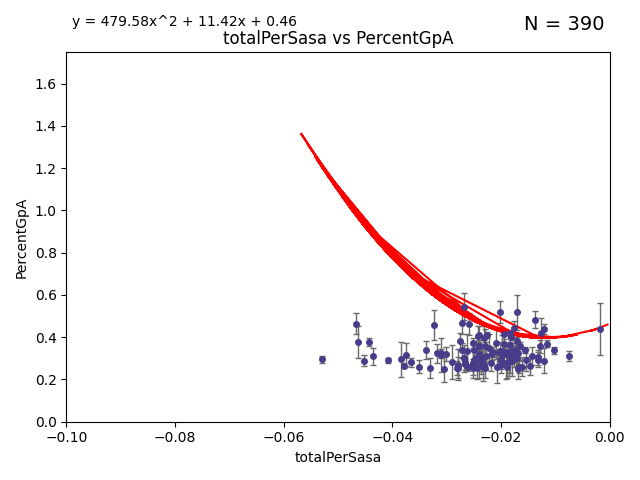 y = 479.58x^2 + 11.42x + 0.46
N = 390
totalPerSasa vs PercentGpA
1.6
1.4
1.2
1.0
0.8
0.6
0.4
0.2
0.0
PercentGpA
−0.10 −0.08 −0.06 −0.04 −0.02 0.00
totalPerSasa